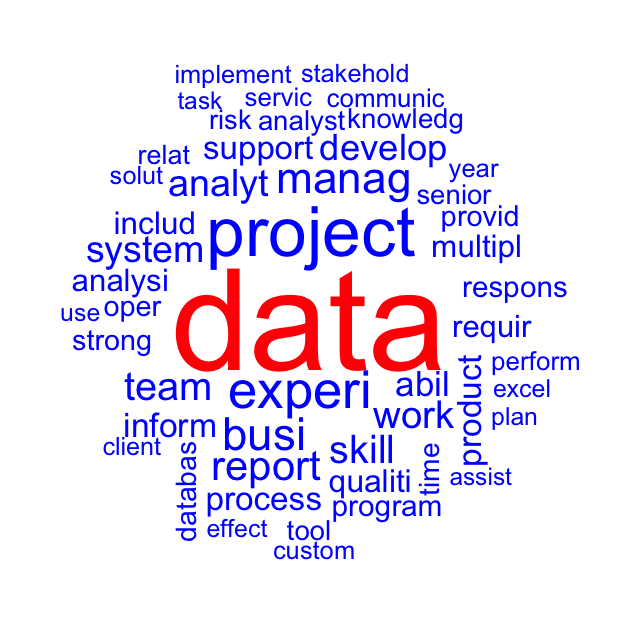 implement stakhold
task servic communic
risk analyst knowledg
relat support develop
solut analyt manag year
senior
includ project provid
system multipl
analysi data respons
use oper
strong requir
team experi abil product perform
excel
inform busi work plan
client skill time
databas report qualiti assist
process program
effect tool
custom